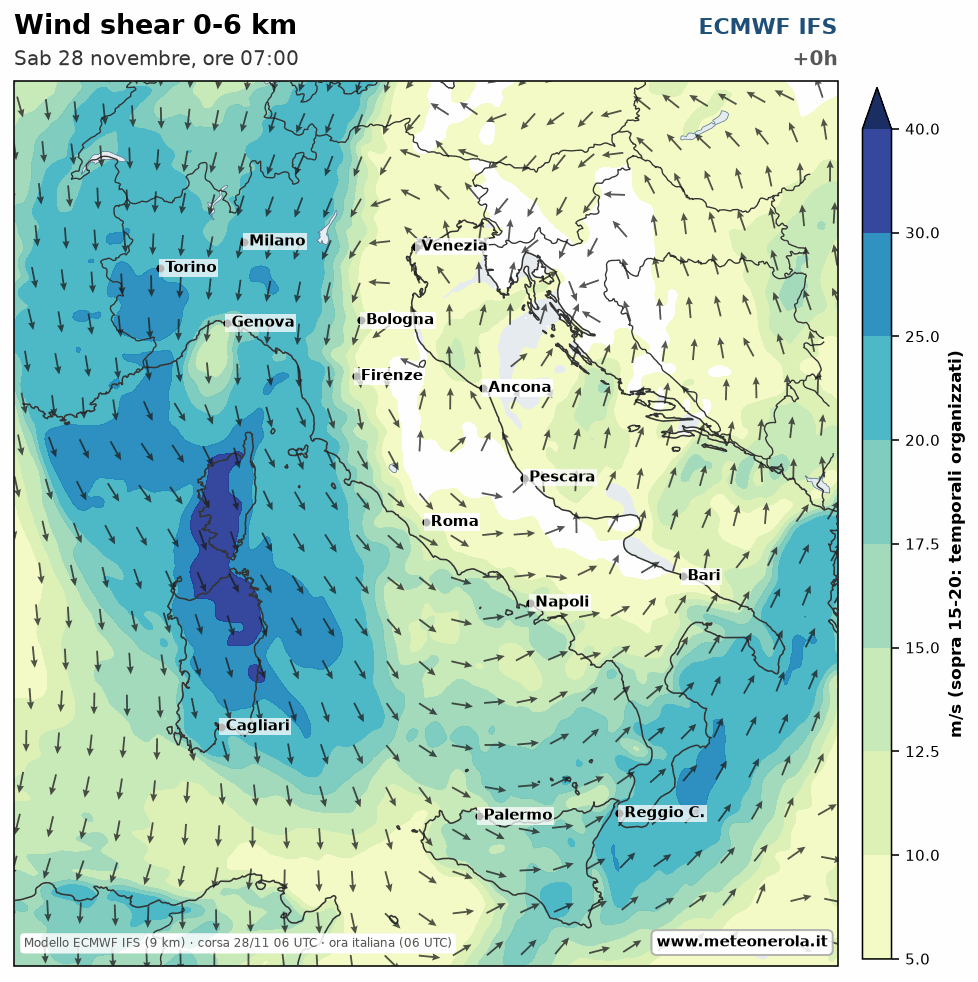 Wind shear 0-6 km
ECMWF IFS
Sab 28 novembre, ore 07:00
+0h
40.0
30.0
25.0
20.0
17.5
15.0
12.5
10.0
5.0
m/s (sopra 15-20: temporali organizzati)
Milano
Venezia
Torino
Genova
Bologna
Firenze
Ancona
Pescara
Roma
Bari
Napoli
Cagliari
Palermo
Reggio C.
Modello ECMWF IFS (9 km) · corsa 28/11 06 UTC · ora italiana (06 UTC)
www.meteonerola.it